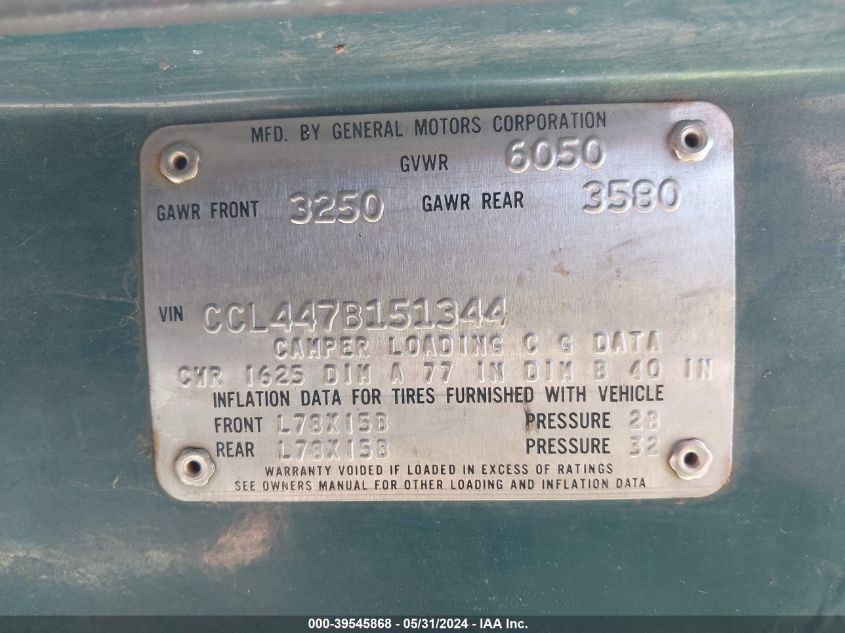 MFD. BY GENERAL MOTORS CORPORATION
GVWR 6050
GAWR FRONT 3250 GAWR REAR 3580
VIN CCL447B151344
CAMPER LOADING C G DATA
CWR 1625 DIM A 77 IN DIM B 40 IN
INFLATION DATA FOR TIRES FURNISHED WITH VEHICLE
FRONT L78X15B PRESSURE 28
REAR L78X15B PRESSURE 32
WARRANTY VOIDED IF LOADED IN EXCESS OF RATINGS
SEE OWNERS MANUAL FOR OTHER LOADING AND INFLATION DATA
000-39545868 - 05/31/2024 - IAA Inc.